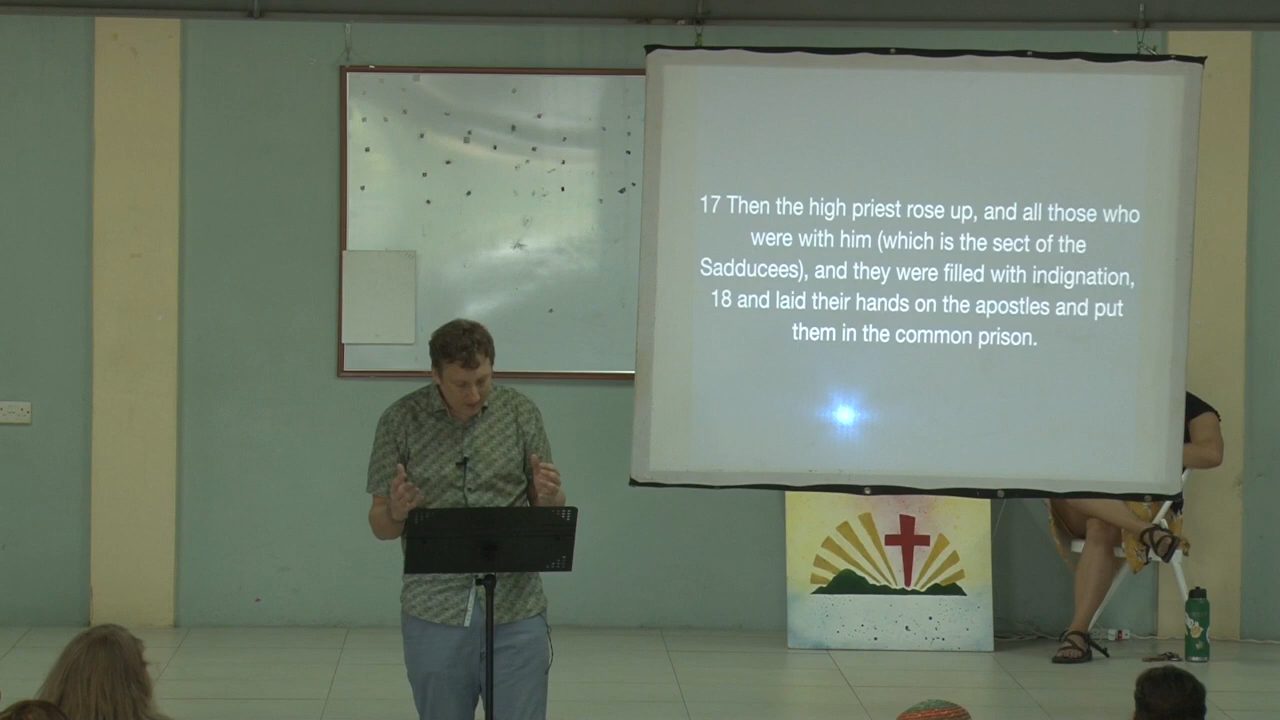 17 Then the high priest rose up, and all those who
were with him (which is the sect of the
Sadducees), and they were filled with indignation,
18 and laid their hands on the apostles and put
them in the common prison.